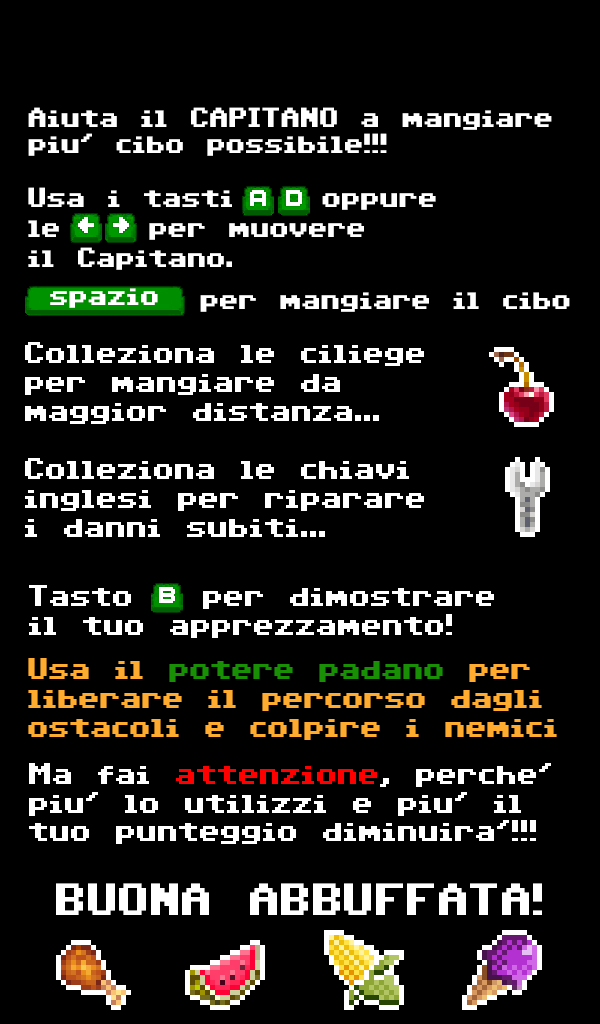 Aiuta il CAPITANO a mangiare
piu' cibo possibile!!!
Usa i tasti A D oppure
le ← → per muovere
il Capitano.
spazio per mangiare il cibo
Colleziona le ciliege
per mangiare da
maggior distanza...
Colleziona le chiavi
inglesi per riparare
i danni subiti...
Tasto B per dimostrare
il tuo apprezzamento!
Usa il potere padano per
liberare il percorso dagli
ostacoli e colpire i nemici
Ma fai attenzione, perche'
piu' lo utilizzi e piu' il
tuo punteggio diminuira'!!!
BUONA ABBUFFATA!